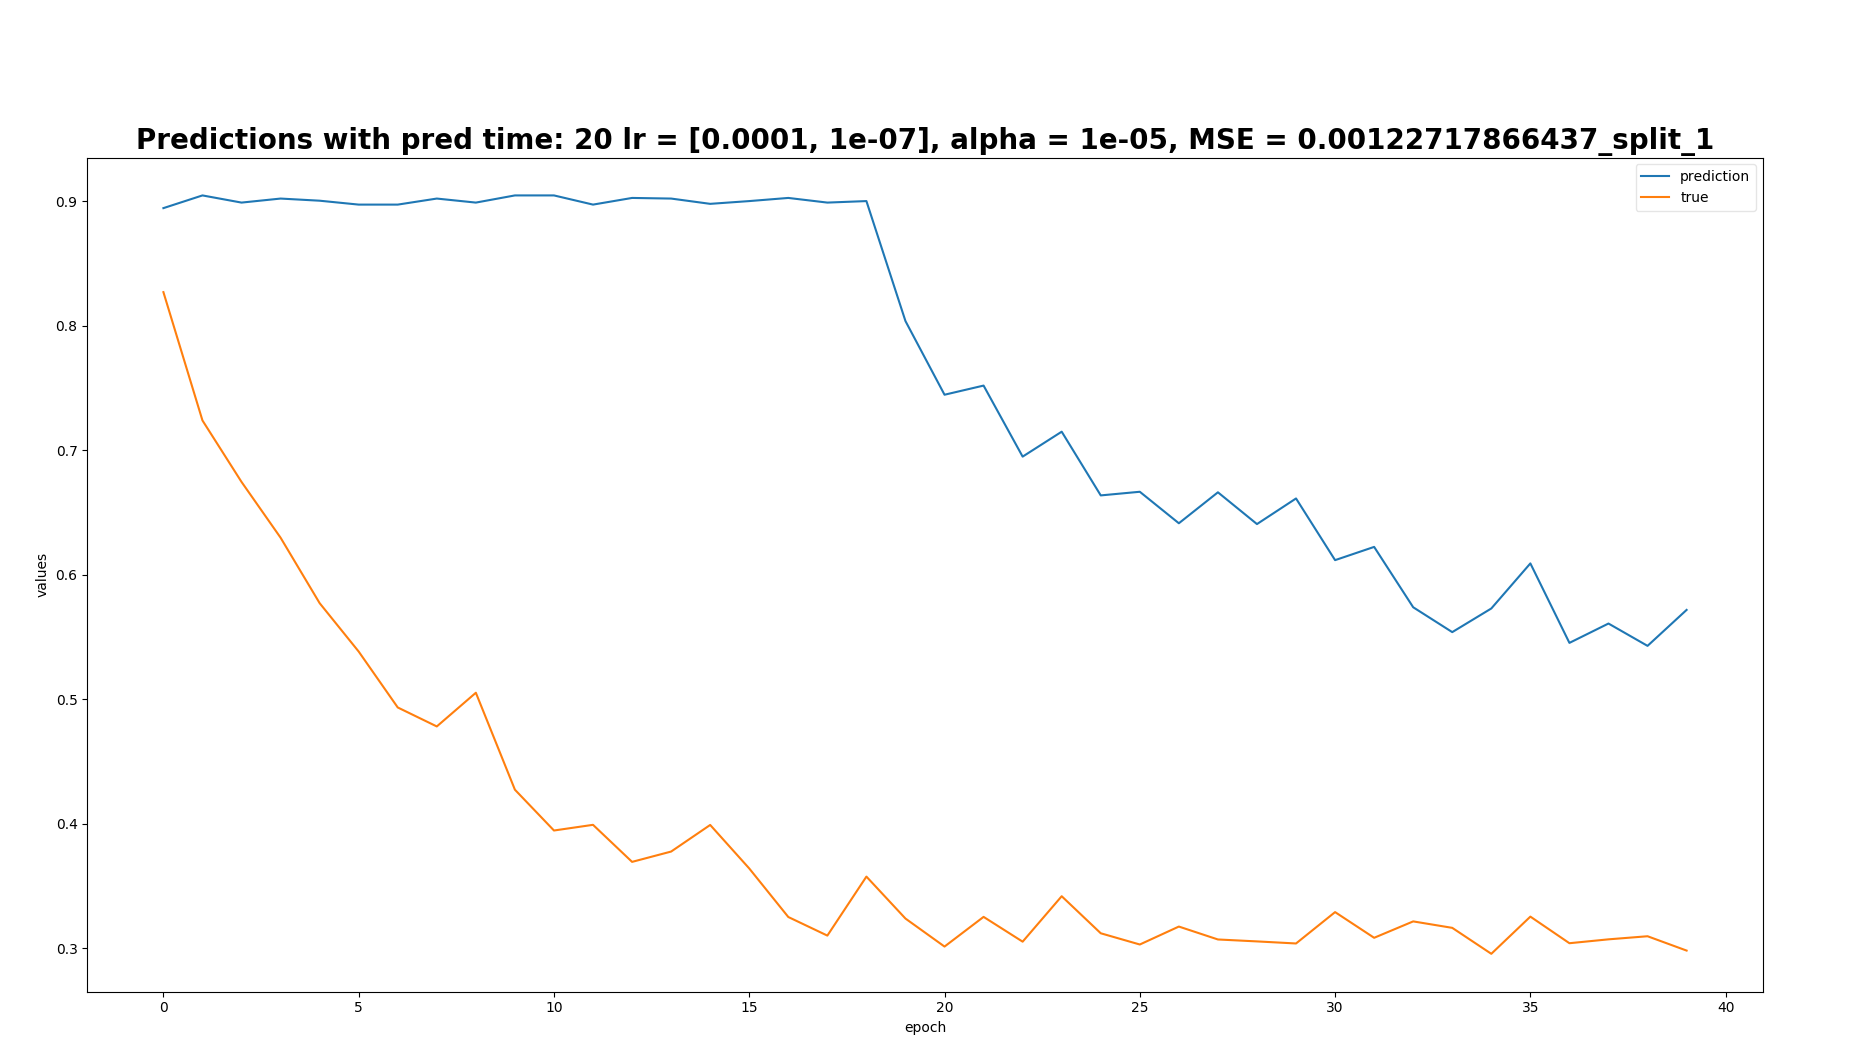 Predictions with pred time: 20 lr = [0.0001, 1e-07], alpha = 1e-05, MSE = 0.00122717866437_split_1
prediction
true
0.9
0.8
0.7
0.6
0.5
0.4
0.3
values
0 5 10 15 20 25 30 35 40
epoch